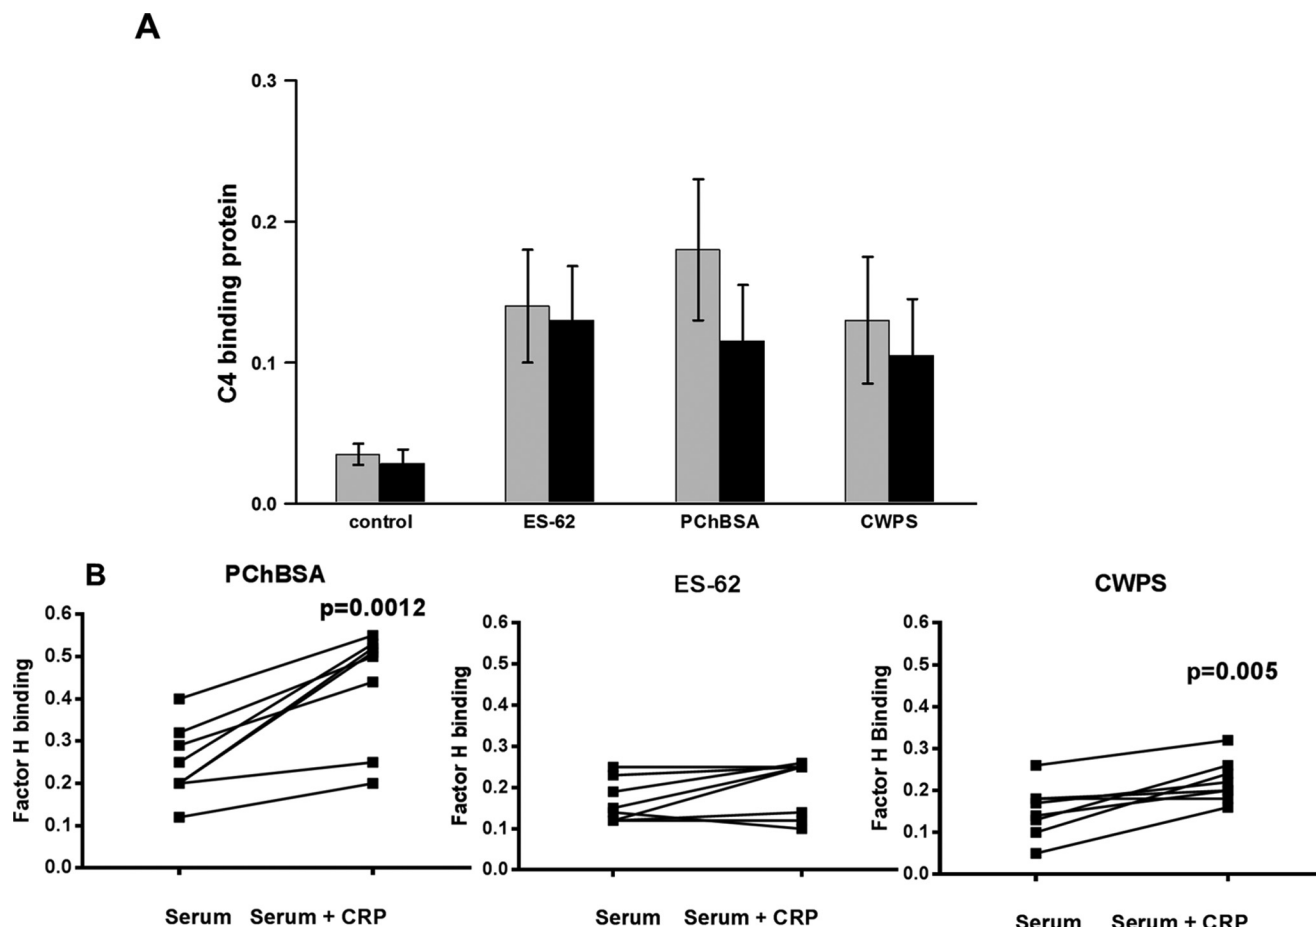 A
0.3
0.2
0.1
0.0
C4 binding protein
control ES-62 PChBSA CWPS
B
PChBSA
p=0.0012
0.6
0.5
0.4
0.3
0.2
0.1
0.0
Factor H binding
Serum Serum + CRP
ES-62
0.6
0.5
0.4
0.3
0.2
0.1
0.0
Factor H binding
Serum Serum + CRP
CWPS
p=0.005
0.6
0.5
0.4
0.3
0.2
0.1
0.0
Factor H Binding
Serum Serum + CRP